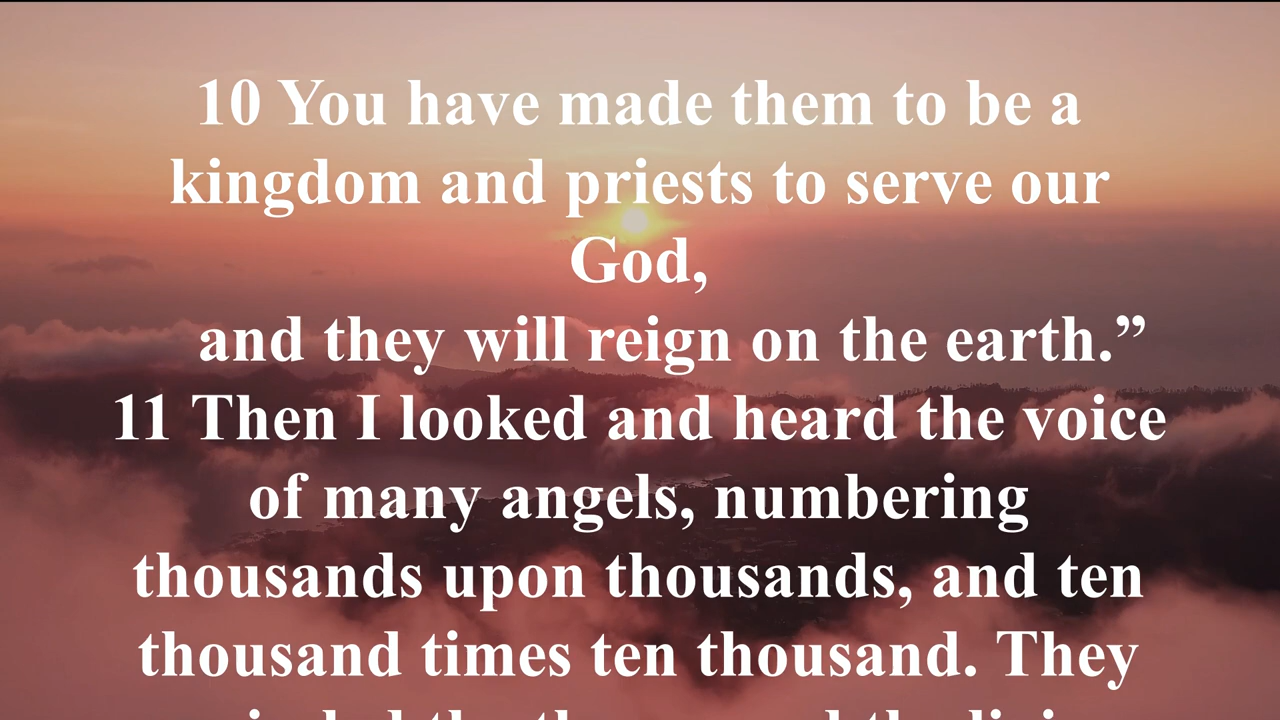 10 You have made them to be a
kingdom and priests to serve our
God,
and they will reign on the earth.”
11 Then I looked and heard the voice
of many angels, numbering
thousands upon thousands, and ten
thousand times ten thousand. They